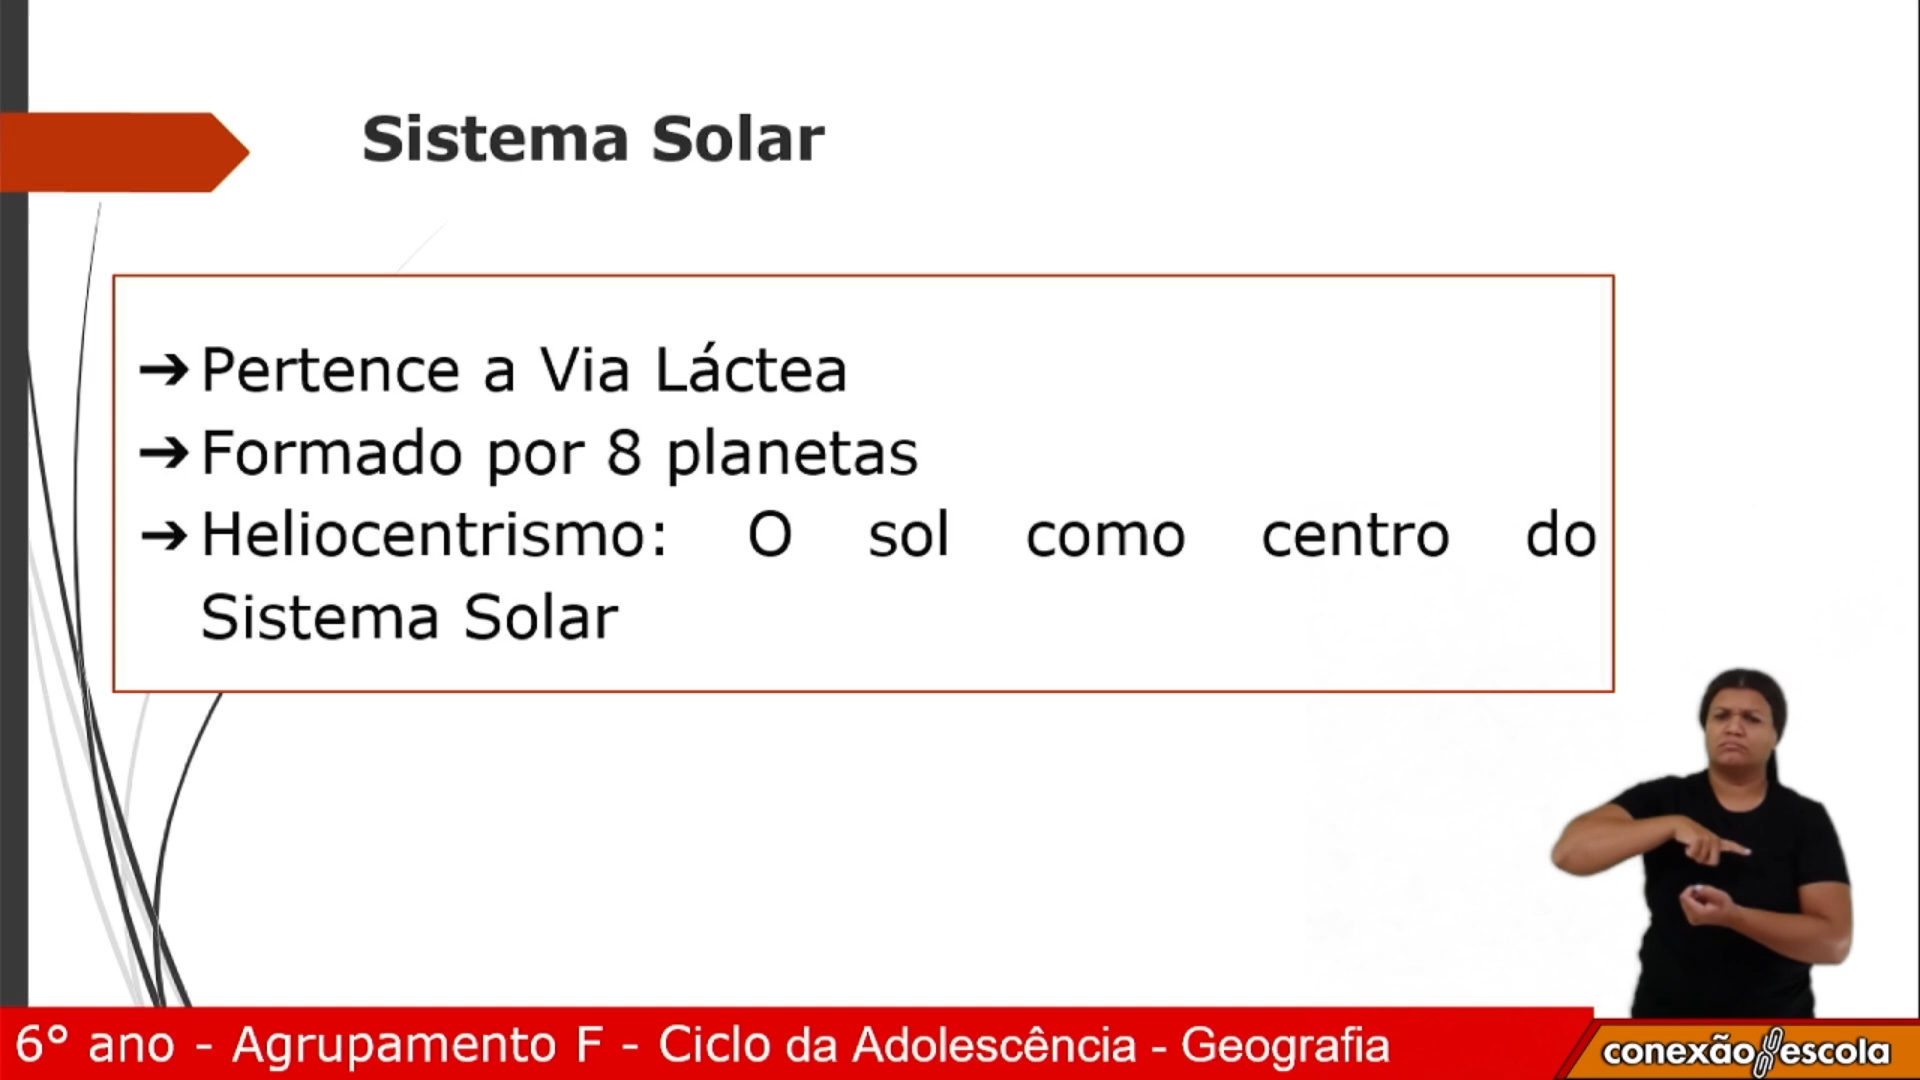 Sistema Solar
➔ Pertence a Via Láctea
➔ Formado por 8 planetas
➔ Heliocentrismo: O sol como centro do
Sistema Solar
6° ano - Agrupamento F - Ciclo da Adolescência - Geografia
conexão escola